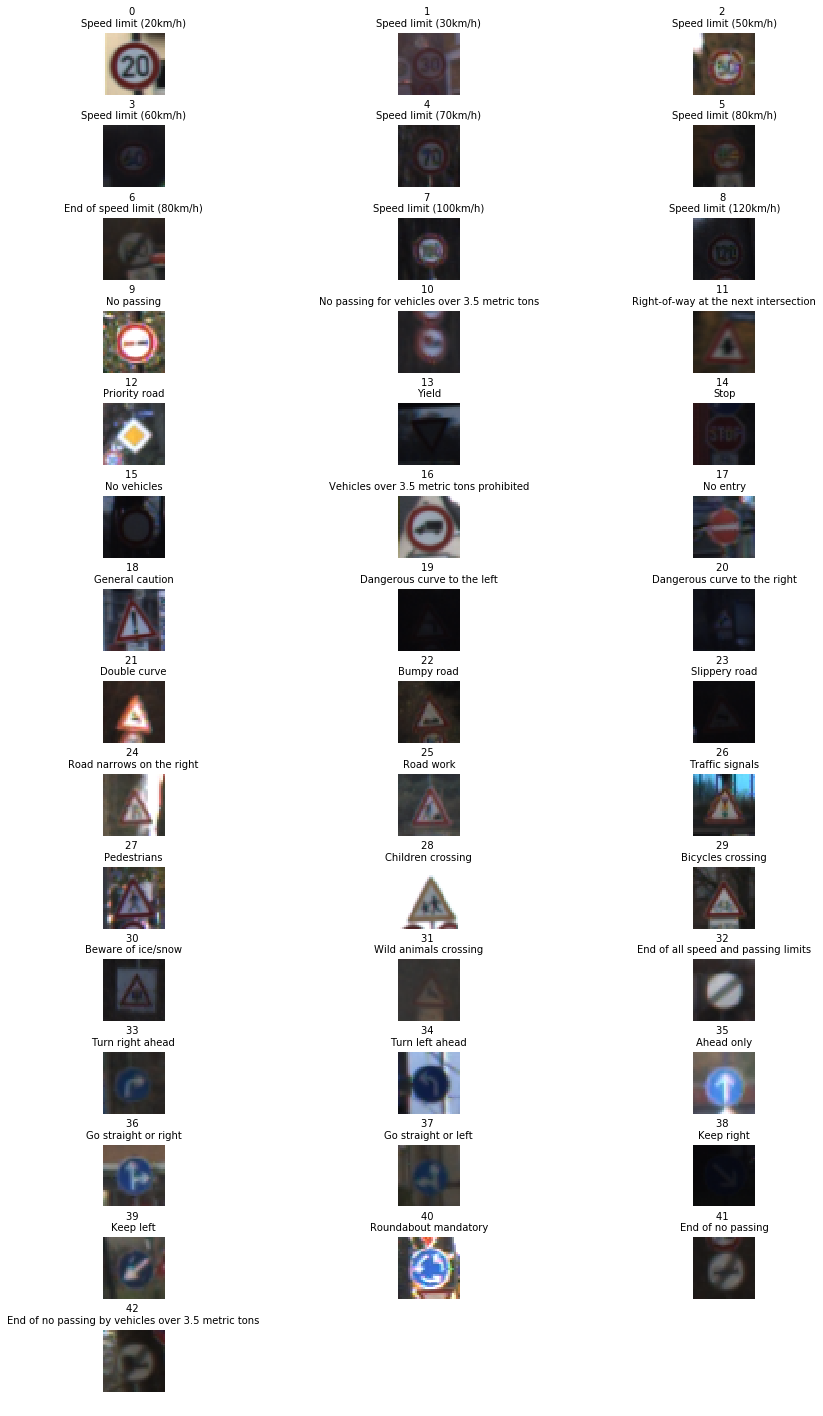 0
Speed limit (20km/h)
1
Speed limit (30km/h)
2
Speed limit (50km/h)
20
30
50
3
Speed limit (60km/h)
4
Speed limit (70km/h)
5
Speed limit (80km/h)
60
70
6
End of speed limit (80km/h)
7
Speed limit (100km/h)
8
Speed limit (120km/h)
100
120
9
No passing
10
No passing for vehicles over 3.5 metric tons
11
Right-of-way at the next intersection
12
Priority road
13
Yield
14
Stop
STOP
15
No vehicles
16
Vehicles over 3.5 metric tons prohibited
17
No entry
18
General caution
19
Dangerous curve to the left
20
Dangerous curve to the right
21
Double curve
22
Bumpy road
23
Slippery road
24
Road narrows on the right
25
Road work
26
Traffic signals
27
Pedestrians
28
Children crossing
29
Bicycles crossing
30
Beware of ice/snow
31
Wild animals crossing
32
End of all speed and passing limits
33
Turn right ahead
34
Turn left ahead
35
Ahead only
36
Go straight or right
37
Go straight or left
38
Keep right
39
Keep left
40
Roundabout mandatory
41
End of no passing
42
End of no passing by vehicles over 3.5 metric tons